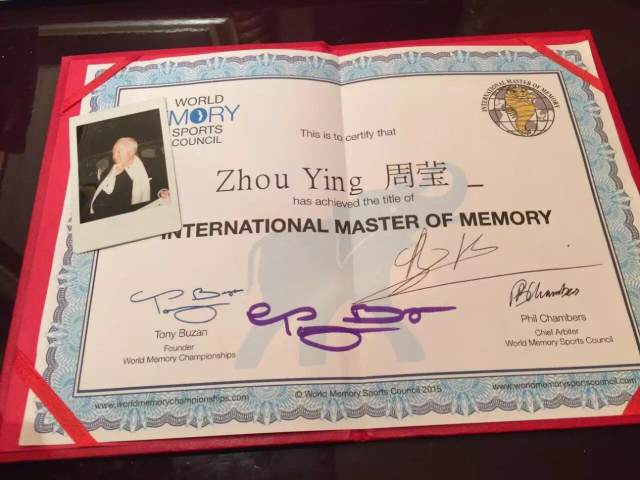 WORLD
MORY
SPORTS
COUNCIL
INTERNATIONAL MASTER OF MEMORY
This is to certify that
Zhou Ying 周莹 _
has achieved the title of
INTERNATIONAL MASTER OF MEMORY
Tony Buzan
Founder
World Memory Championships
Phil Chambers
Chief Arbiter
World Memory Sports Council
www.worldmemorychampionships.com
© World Memory Sports Council 2015
www.worldmemorysportscouncil.com